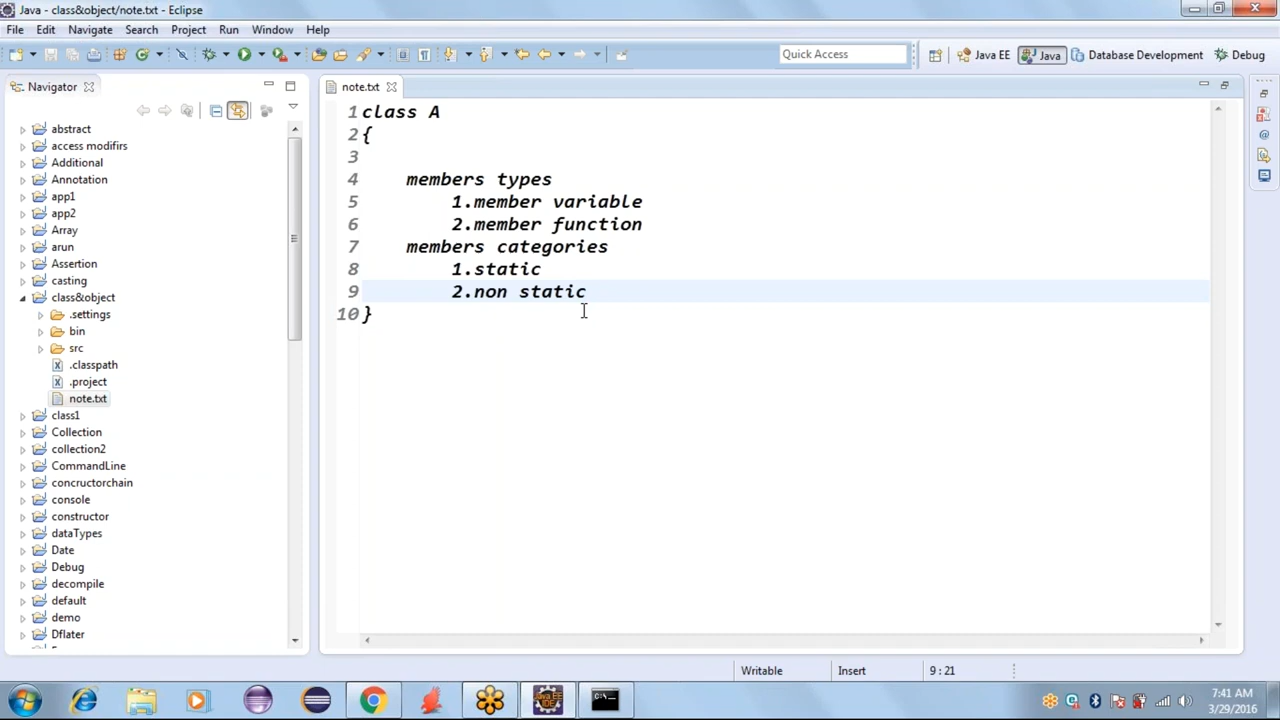 Java - class&object/note.txt - Eclipse
File Edit Navigate Search Project Run Window Help
Quick Access Java EE Java Database Development Debug
Navigator
abstract
access modifirs
Additional
Annotation
app1
app2
Array
arun
Assertion
casting
class&object
.settings
bin
src
.classpath
.project
note.txt
class1
Collection
collection2
CommandLine
concructorchain
console
constructor
dataTypes
Date
Debug
decompile
default
demo
Dflater
note.txt
1 class A
2 {
3
4 members types
5 1.member variable
6 2.member function
7 members categories
8 1.static
9 2.non static
10 }
Writable Insert 9 : 21
7:41 AM
3/29/2016